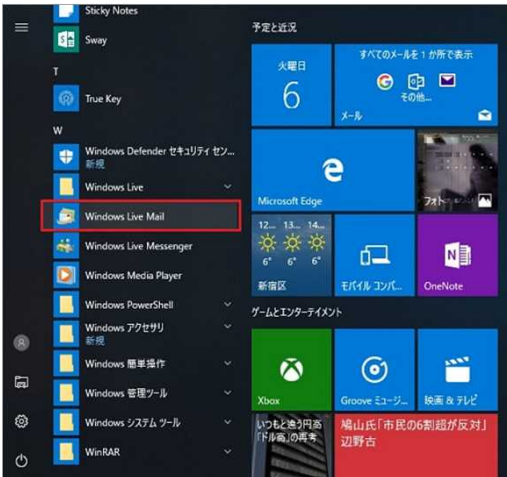 Sticky Notes
Sway
T
True Key
W
Windows Defender セキュリティ セン...
新規
Windows Live
Windows Live Mail
Windows Live Messenger
Windows Media Player
Windows PowerShell
Windows アクセサリ
新規
Windows 簡単操作
Windows 管理ツール
Windows システム ツール
WinRAR
予定と近況
火曜日
6
すべてのメールを 1 か所で表示
その他...
メール
Microsoft Edge
フォト
12... 13... 14...
6° 6° 6°
新宿区
モバイル コンパ...
OneNote
ゲームとエンターテイメント
Xbox
Groove ミュージ...
映画 & テレビ
いつもと違う円高
「ドル高」の再考
鳩山氏「市民の6割超が反対」
辺野古